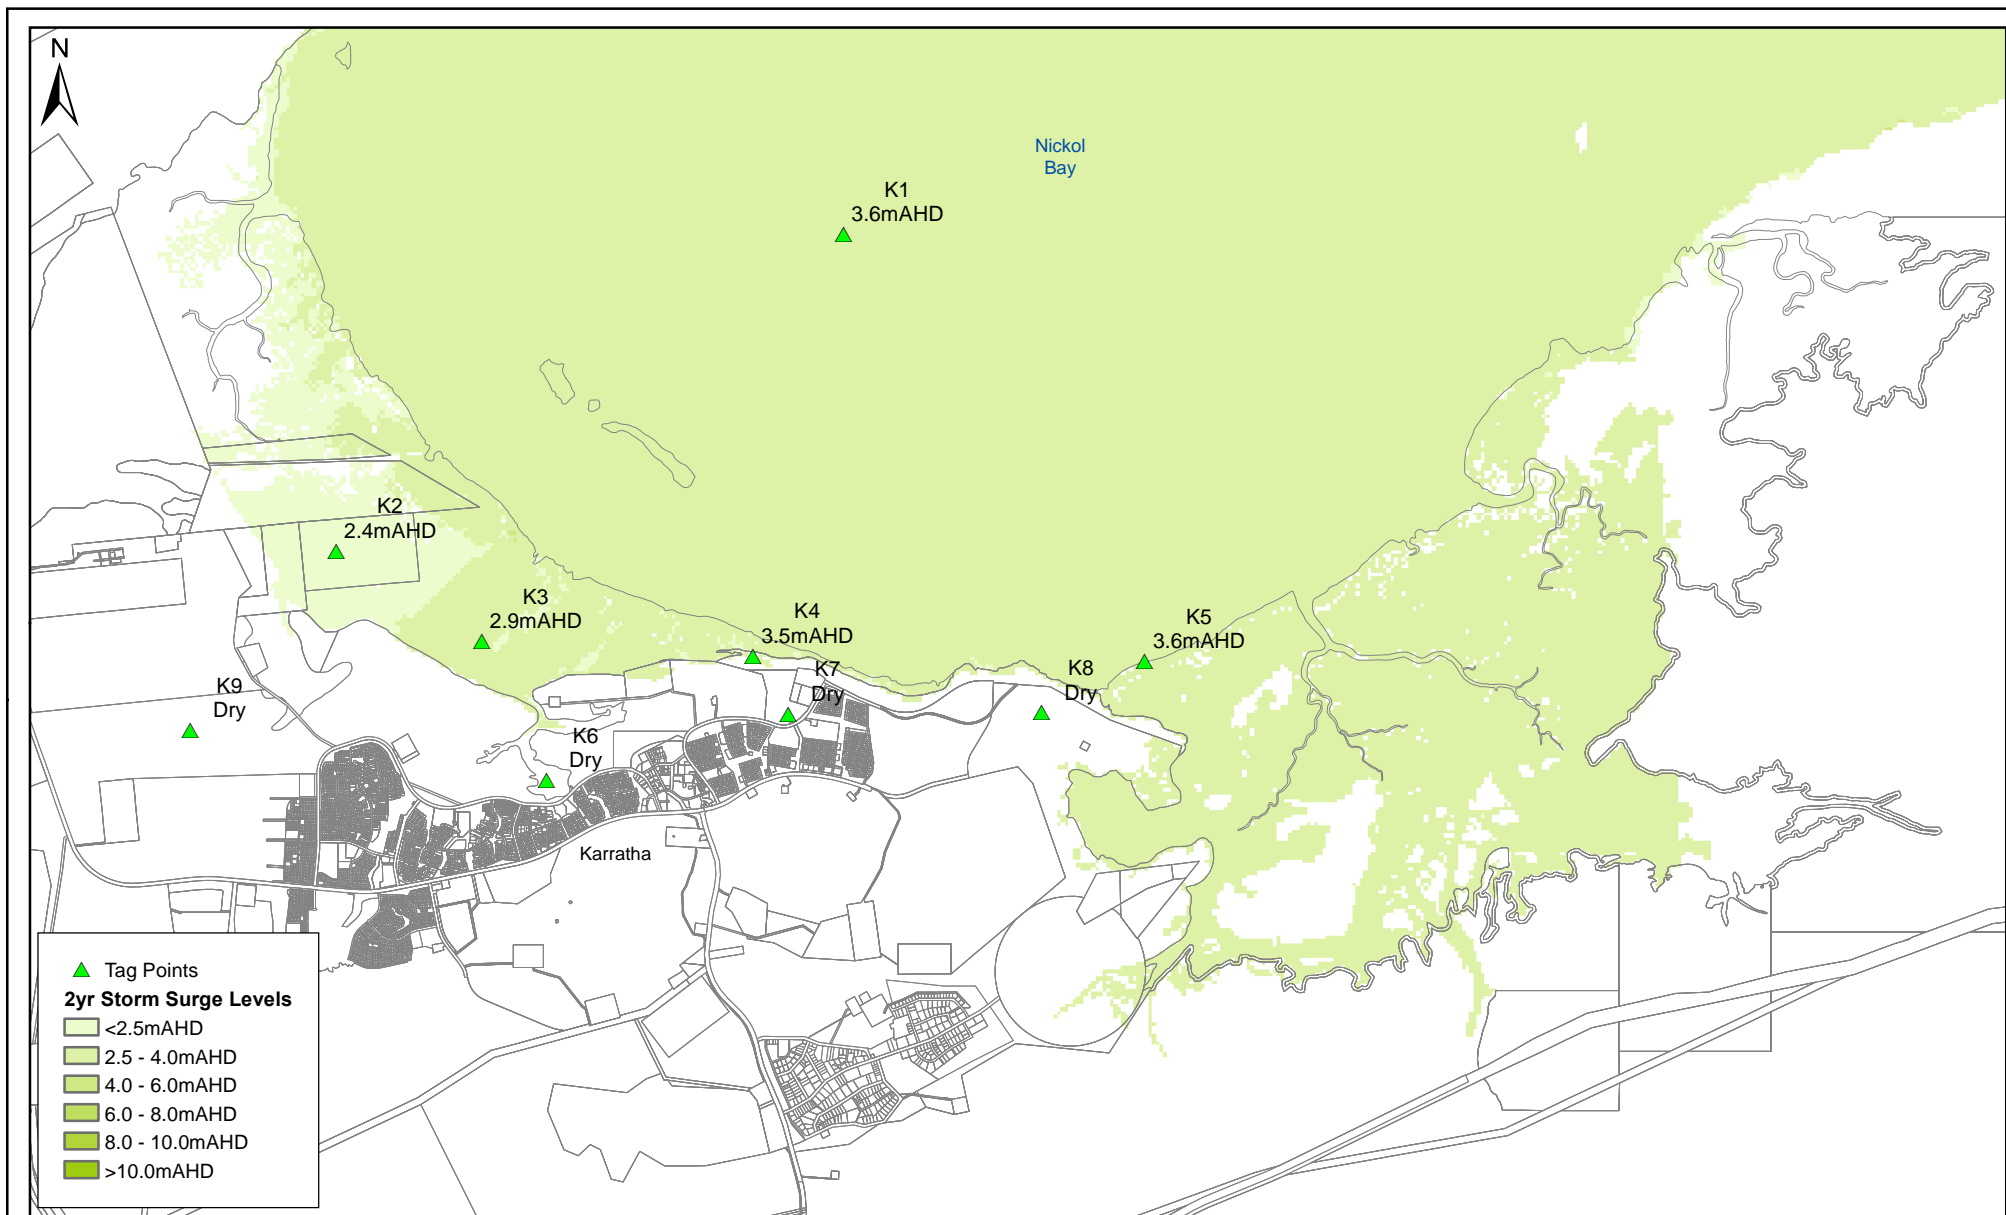 N
Nickol
Bay
K1
3.6mAHD
K2
2.4mAHD
K3
2.9mAHD
K4
3.5mAHD
K5
3.6mAHD
K7
Dry
K8
Dry
K9
Dry
K6
Dry
Karratha
Tag Points
2yr Storm Surge Levels
<2.5mAHD
2.5 - 4.0mAHD
4.0 - 6.0mAHD
6.0 - 8.0mAHD
8.0 - 10.0mAHD
>10.0mAHD